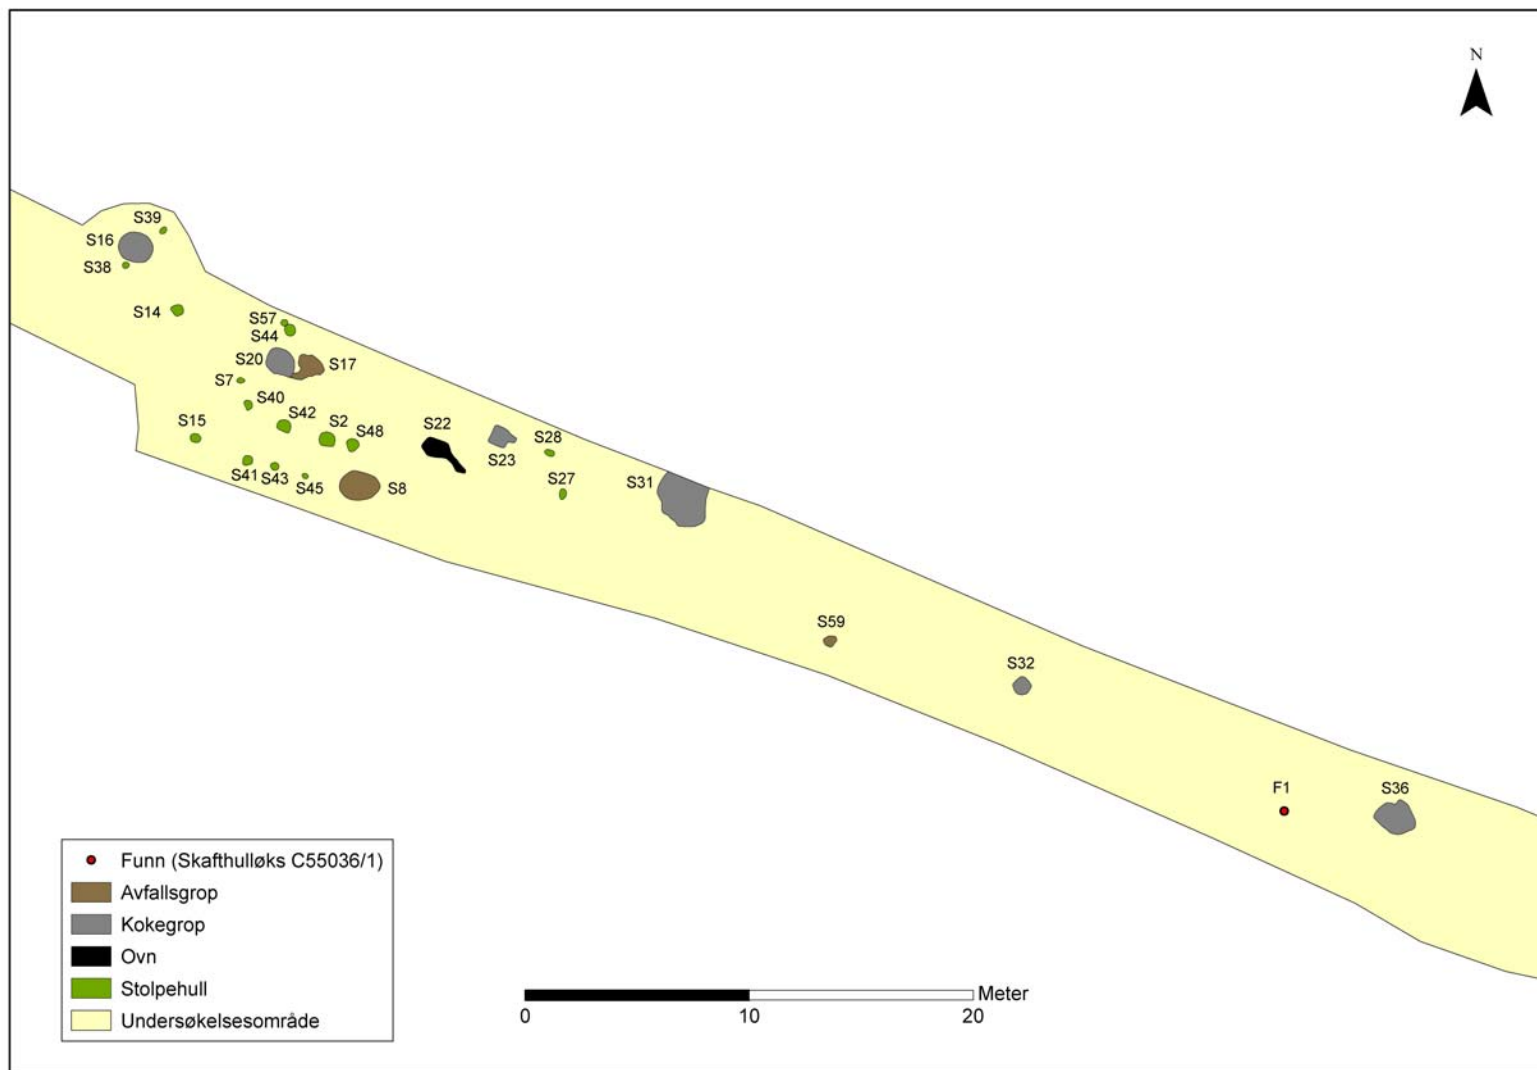 N
S39
S16
S38
S14
S57
S44
S20
S17
S7
S40
S42
S2
S48
S15
S22
S23
S28
S41
S43
S45
S8
S27
S31
S59
S32
F1
S36
Funn (Skafthulløks C55036/1)
Avfallsgrop
Kokegrop
Ovn
Stolpehull
Undersøkelsesområde
Meter
0
10
20